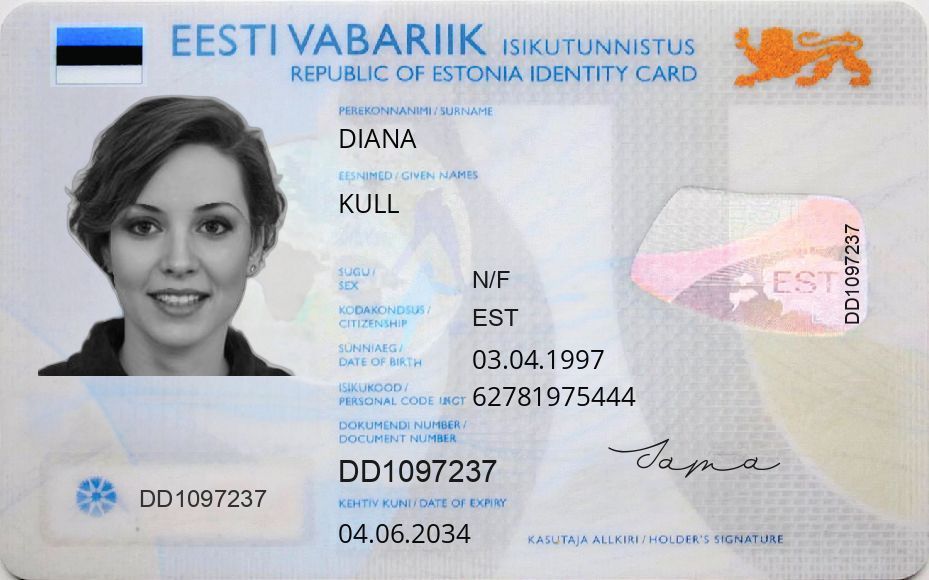 EESTI VABARIIK ISIKUTUNNISTUS
REPUBLIC OF ESTONIA IDENTITY CARD
PEREKONNANIMI / SURNAME
DIANA
EESNIMED / GIVEN NAMES
KULL
SUGU /
SEX
N/F
KODAKONDSUS /
CITIZENSHIP
EST
SÜNNIAEG /
DATE OF BIRTH
03.04.1997
ISIKUKOOD /
PERSONAL CODE
62781975444
DOKUMENDI NUMBER /
DOCUMENT NUMBER
DD1097237
KEHTIV KUNI / DATE OF EXPIRY
04.06.2034
DD1097237
EST
DD1097237
KASUTAJA ALLKIRI / HOLDER'S SIGNATURE